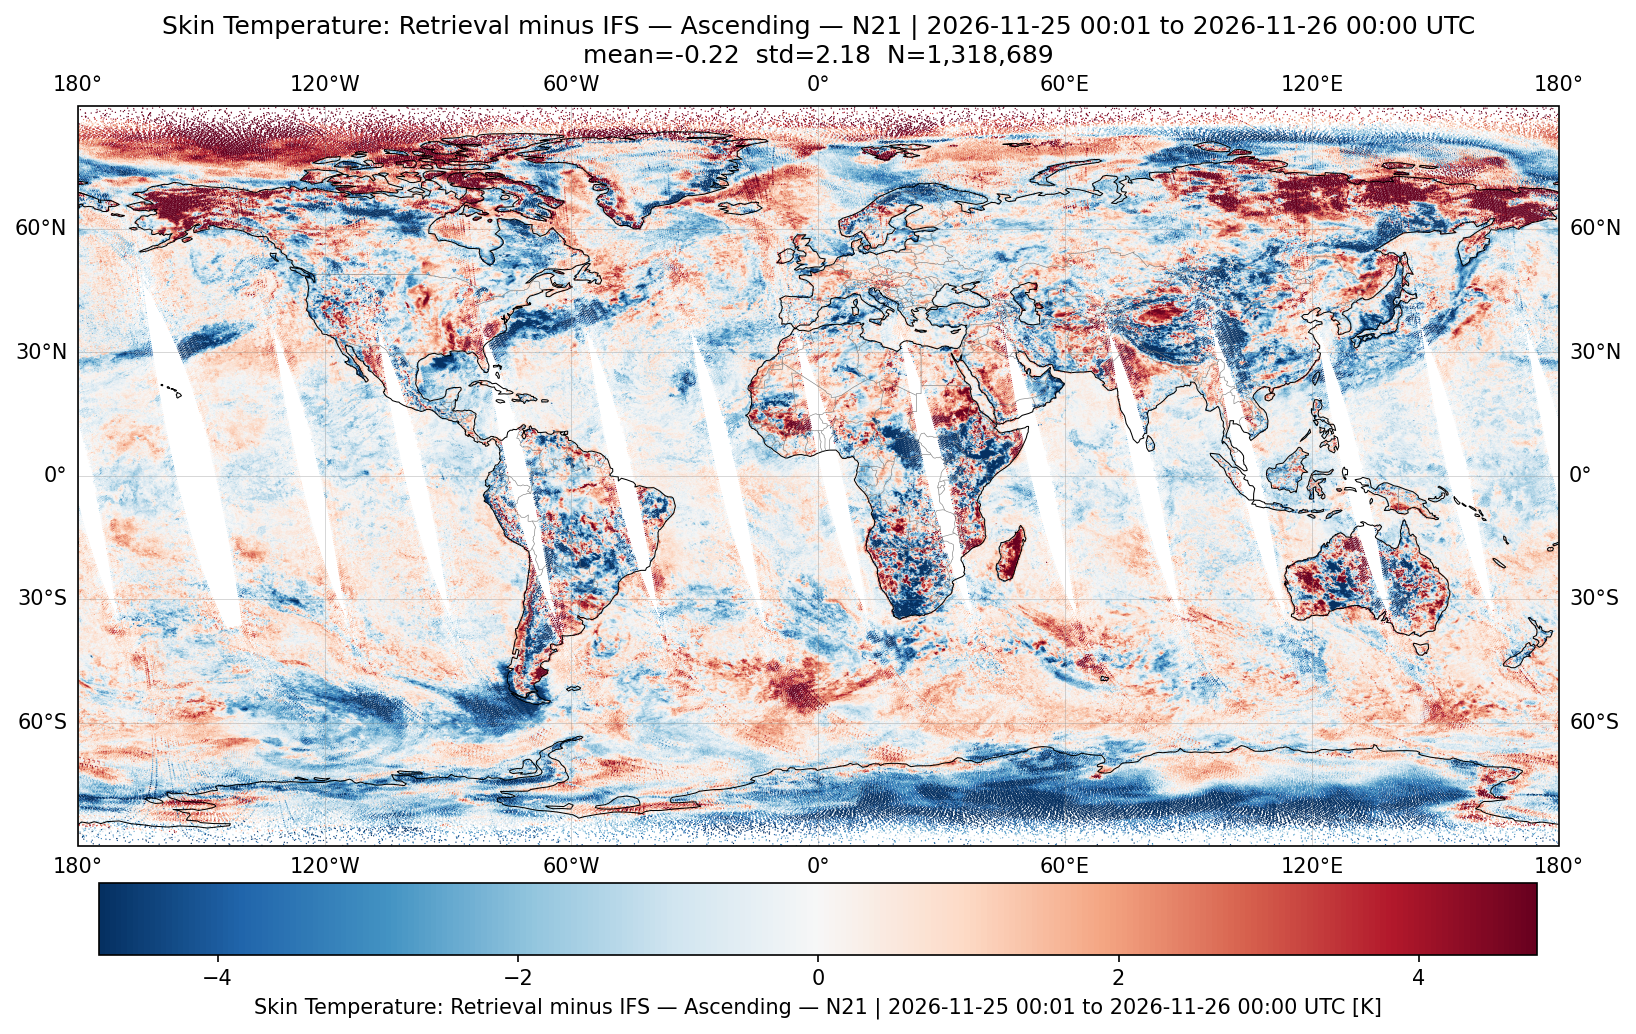 Skin Temperature: Retrieval minus IFS — Ascending — N21 | 2026-11-25 00:01 to 2026-11-26 00:00 UTC
mean=-0.22  std=2.18  N=1,318,689
180° 120°W 60°W 0° 60°E 120°E 180°
60°N 60°N
30°N 30°N
0° 0°
30°S 30°S
60°S 60°S
180° 120°W 60°W 0° 60°E 120°E 180°
−4 −2 0 2 4
Skin Temperature: Retrieval minus IFS — Ascending — N21 | 2026-11-25 00:01 to 2026-11-26 00:00 UTC [K]